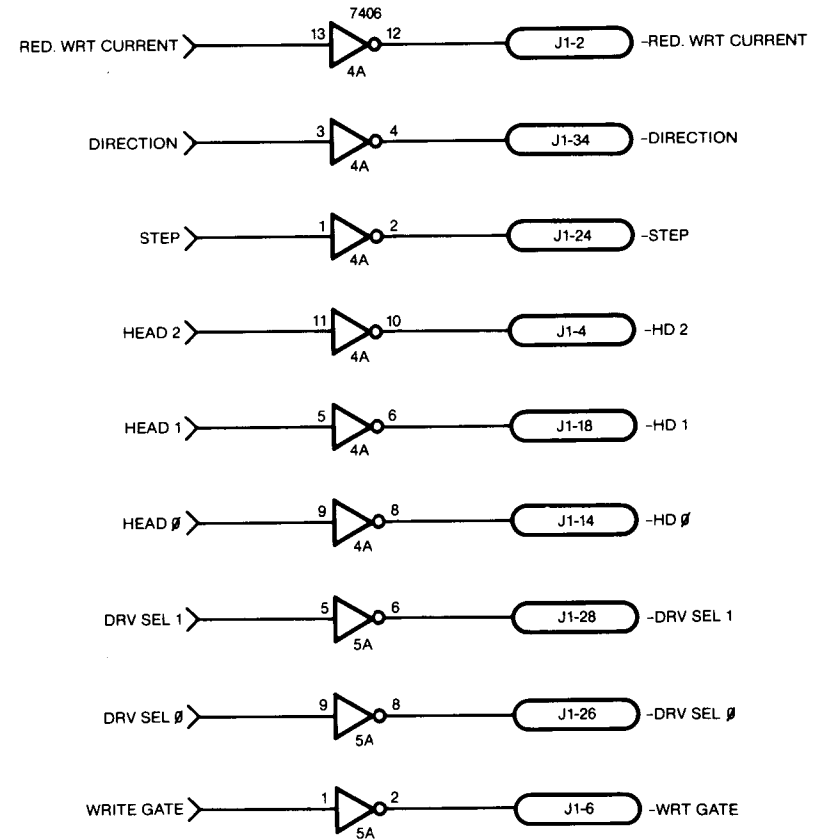 7406
RED. WRT CURRENT 13 12 J1-2 -RED. WRT CURRENT
4A
DIRECTION 3 4 J1-34 -DIRECTION
4A
STEP 1 2 J1-24 -STEP
4A
HEAD 2 11 10 J1-4 -HD 2
4A
HEAD 1 5 6 J1-18 -HD 1
4A
HEAD Ø 9 8 J1-14 -HD Ø
4A
DRV SEL 1 5 6 J1-28 -DRV SEL 1
5A
DRV SEL Ø 9 8 J1-26 -DRV SEL Ø
5A
WRITE GATE 1 2 J1-6 -WRT GATE
5A